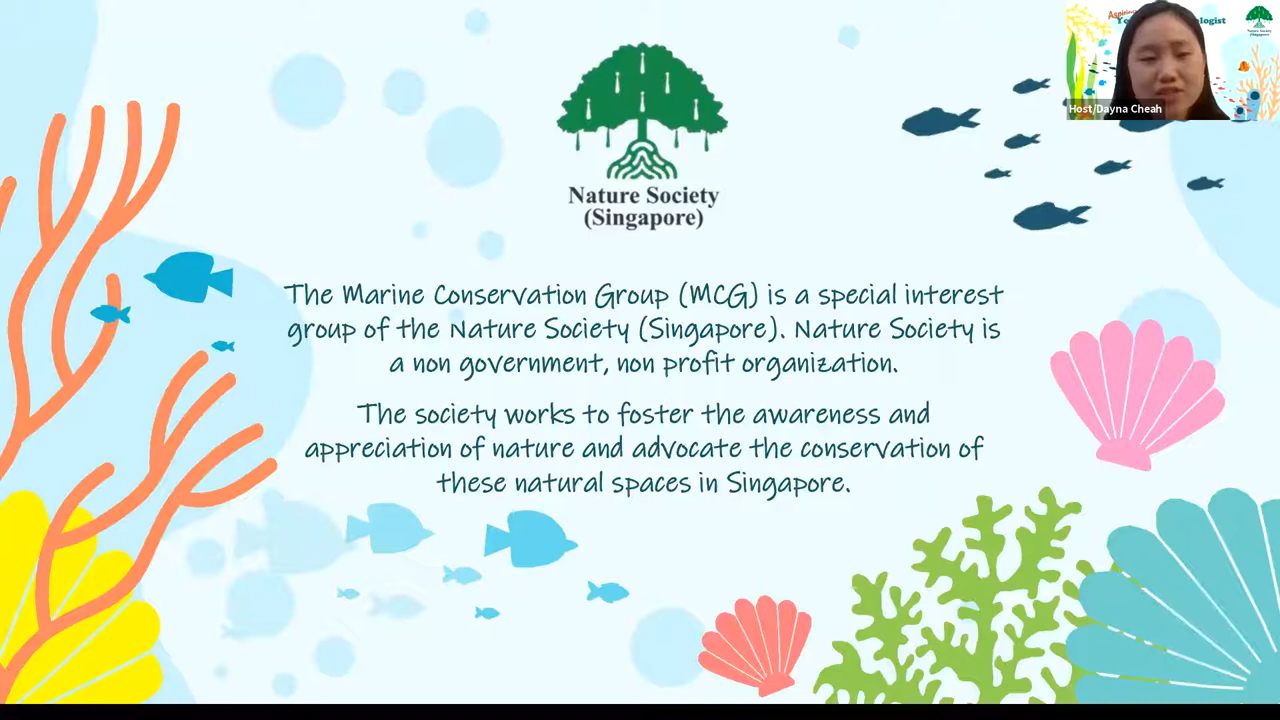 Nature Society
(Singapore)
Host/Dayna Cheah
The Marine Conservation Group (MCG) is a special interest
group of the Nature Society (Singapore). Nature Society is
a non government, non profit organization.
The society works to foster the awareness and
appreciation of nature and advocate the conservation of
these natural spaces in Singapore.